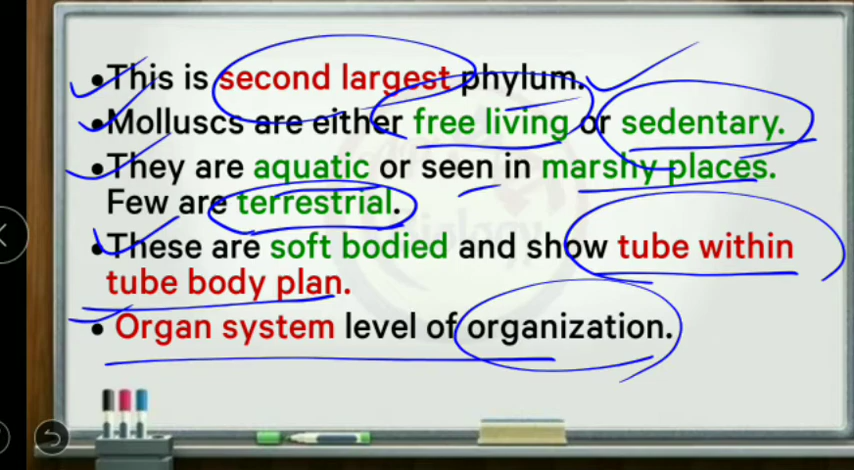 • This is second largest phylum.
• Molluscs are either free living or sedentary.
• They are aquatic or seen in marshy places.
Few are terrestrial.
• These are soft bodied and show tube within
tube body plan.
• Organ system level of organization.